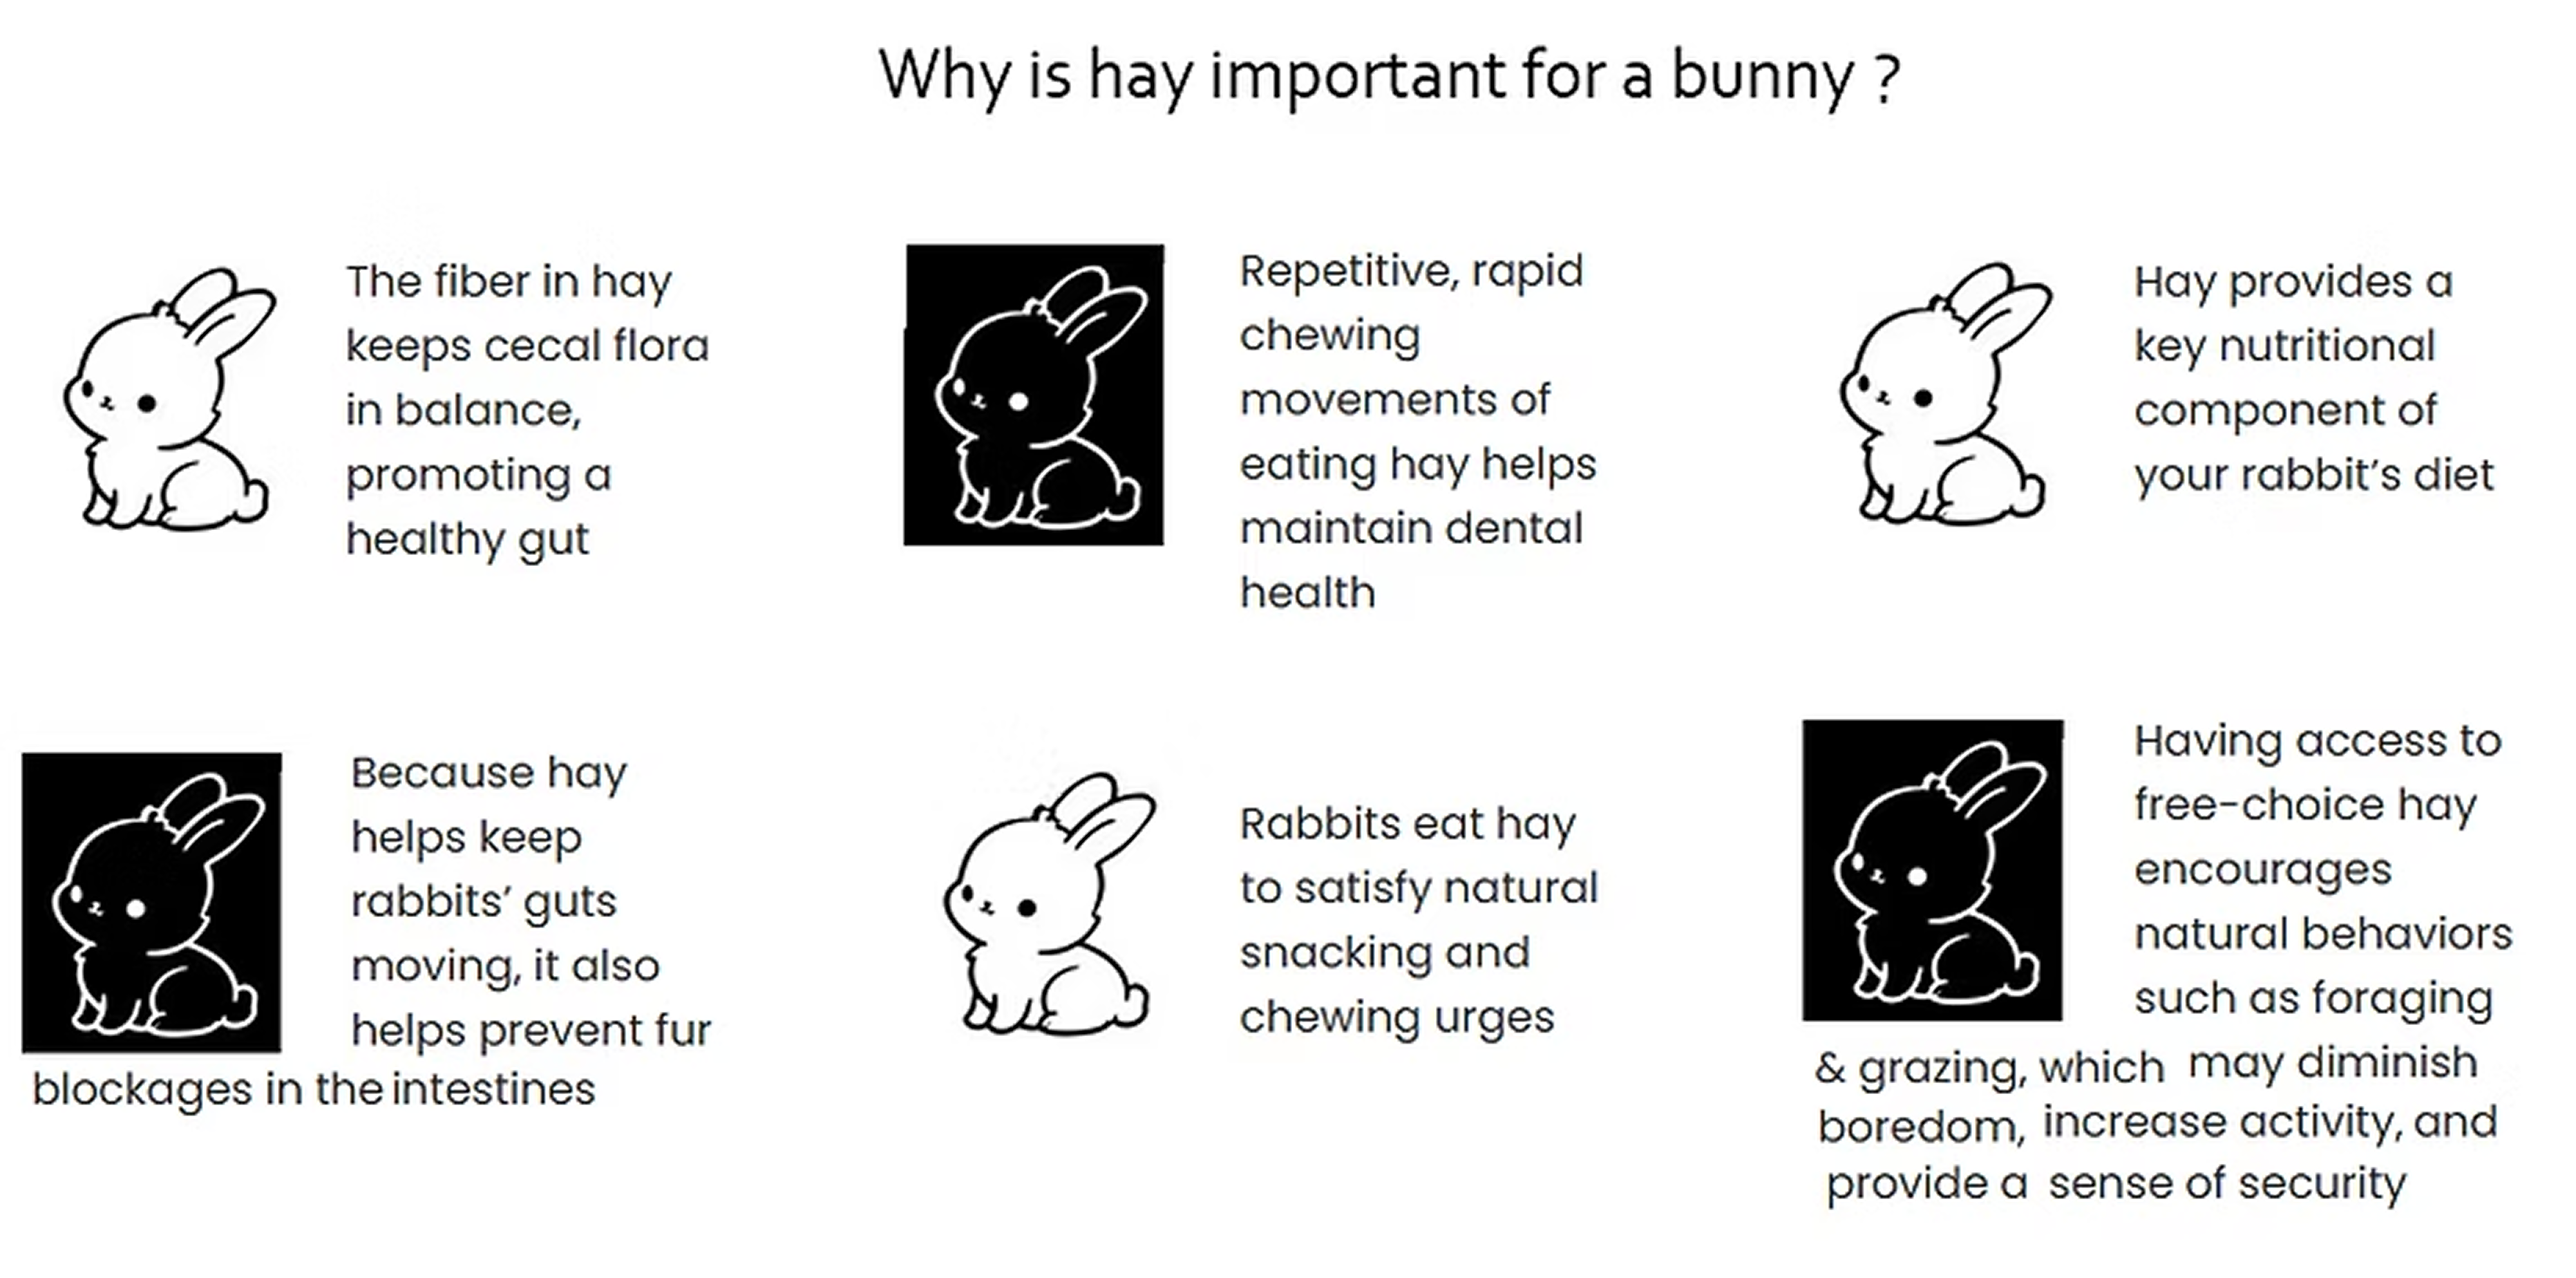 Why is hay important for a bunny ?
The fiber in hay
keeps cecal flora
in balance,
promoting a
healthy gut
Repetitive, rapid
chewing
movements of
eating hay helps
maintain dental
health
Hay provides a
key nutritional
component of
your rabbit's diet
Because hay
helps keep
rabbits' guts
moving, it also
helps prevent fur
blockages in the intestines
Rabbits eat hay
to satisfy natural
snacking and
chewing urges
Having access to
free-choice hay
encourages
natural behaviors
such as foraging
& grazing, which may diminish
boredom, increase activity, and
provide a sense of security